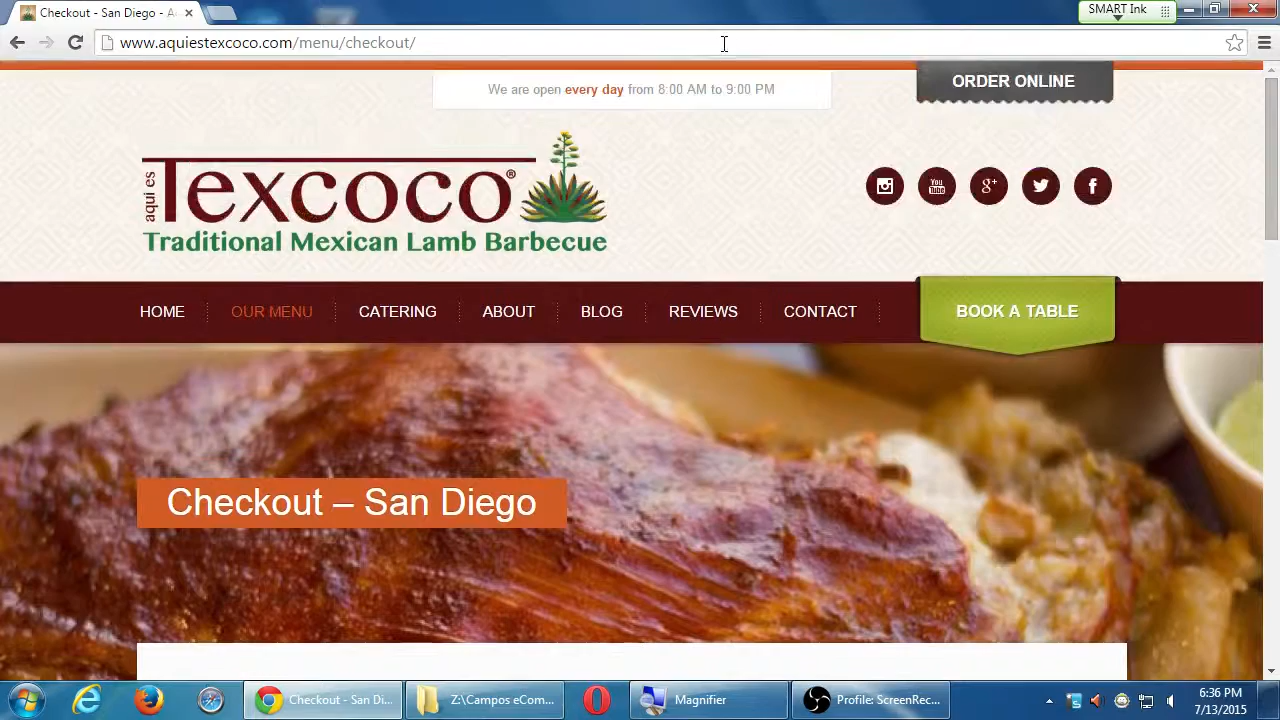 Checkout - San Diego - A
SMART Ink
www.aquiestexcoco.com/menu/checkout/
We are open every day from 8:00 AM to 9:00 PM
ORDER ONLINE
aquí es Texcoco®
Traditional Mexican Lamb Barbecue
You Tube
g+
f
HOME
OUR MENU
CATERING
ABOUT
BLOG
REVIEWS
CONTACT
BOOK A TABLE
Checkout – San Diego
Checkout - San Di...
Z:\Campos eCom...
Magnifier
Profile: ScreenRec...
6:36 PM
7/13/2015